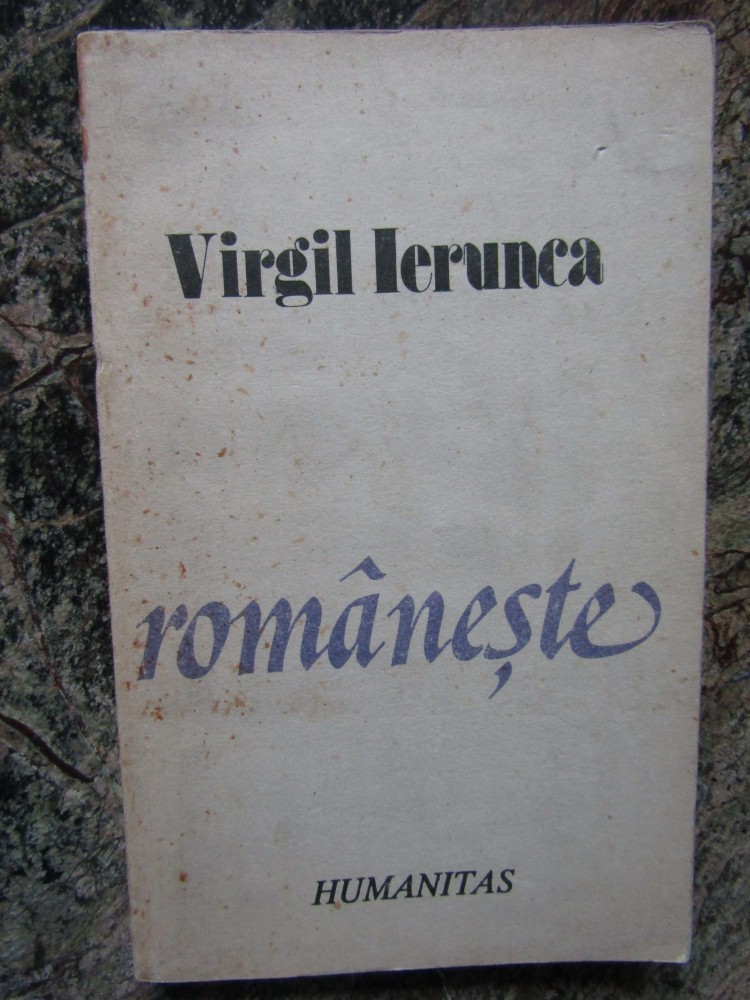 Virgil Ierunca
românește
HUMANITAS